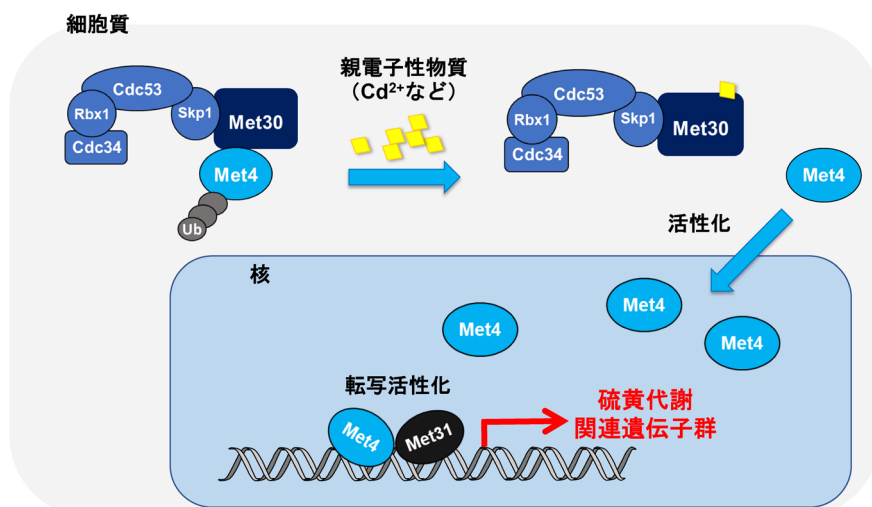 細胞質
Cdc53
Rbx1
Skp1
Cdc34
Met30
Met4
Ub
親電子性物質
（Cd²⁺など）
Cdc53
Rbx1
Skp1
Cdc34
Met30
Met4
活性化
核
Met4
Met4
Met4
転写活性化
Met4
Met31
硫黄代謝
関連遺伝子群